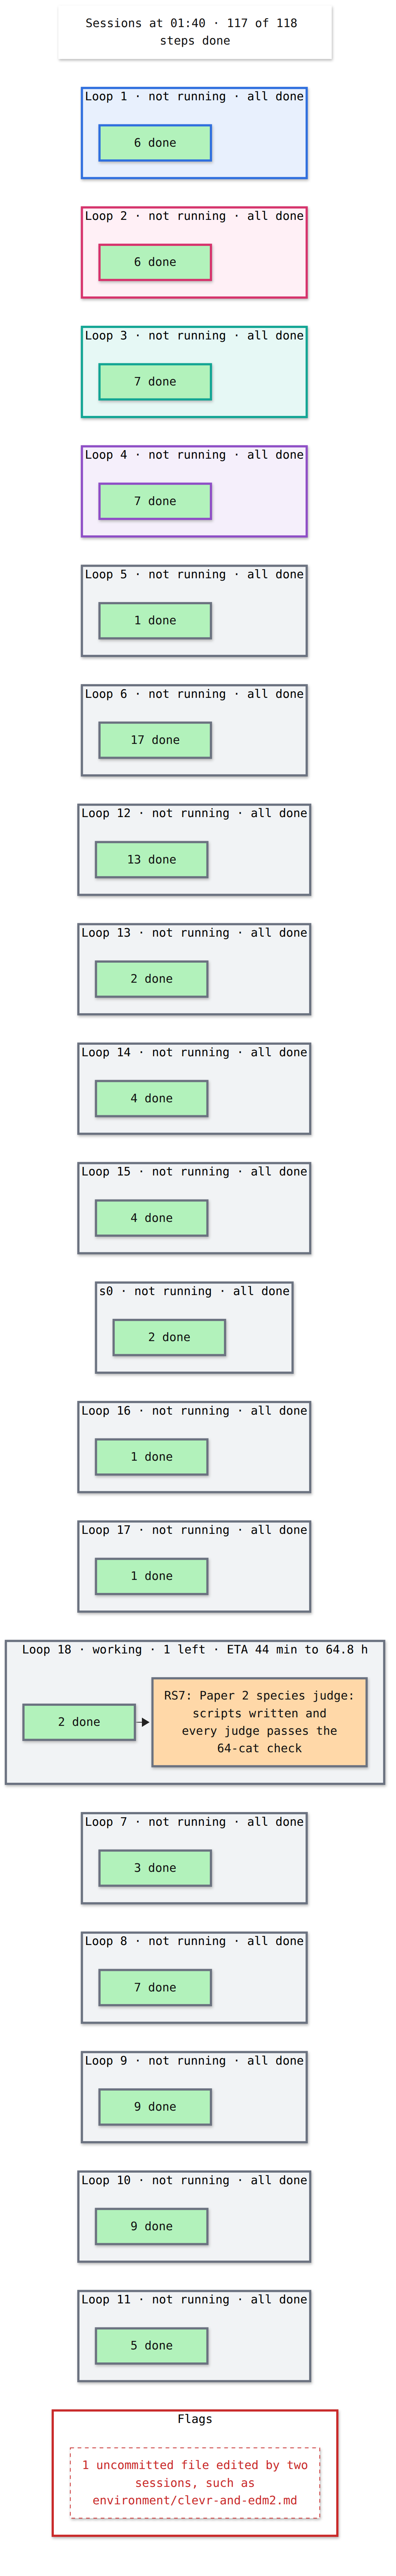 Sessions at 01:40 · 117 of 118
steps done
Loop 1 · not running · all done
6 done
Loop 2 · not running · all done
6 done
Loop 3 · not running · all done
7 done
Loop 4 · not running · all done
7 done
Loop 5 · not running · all done
1 done
Loop 6 · not running · all done
17 done
Loop 12 · not running · all done
13 done
Loop 13 · not running · all done
2 done
Loop 14 · not running · all done
4 done
Loop 15 · not running · all done
4 done
s0 · not running · all done
2 done
Loop 16 · not running · all done
1 done
Loop 17 · not running · all done
1 done
Loop 18 · working · 1 left · ETA 44 min to 64.8 h
2 done
RS7: Paper 2 species judge:
scripts written and
every judge passes the
64-cat check
Loop 7 · not running · all done
3 done
Loop 8 · not running · all done
7 done
Loop 9 · not running · all done
9 done
Loop 10 · not running · all done
9 done
Loop 11 · not running · all done
5 done
Flags
1 uncommitted file edited by two
sessions, such as
environment/clevr-and-edm2.md